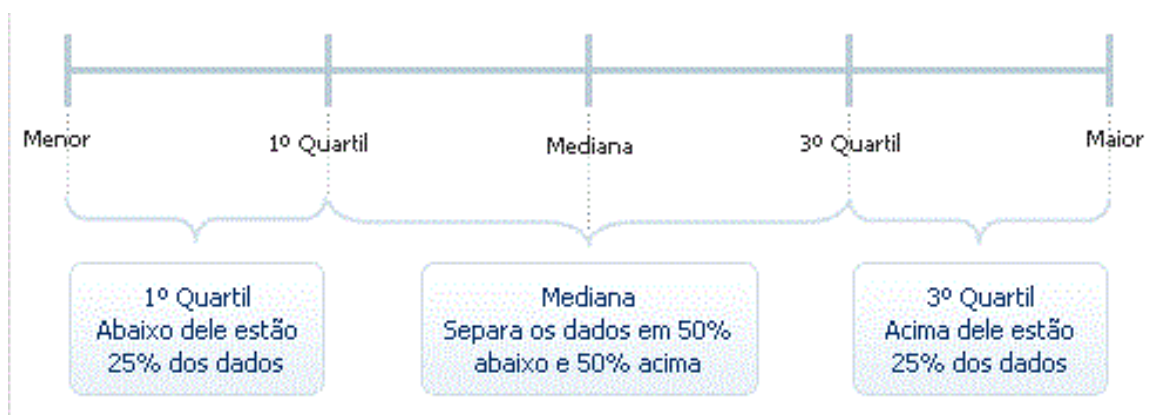 Menor
1º Quartil
Mediana
3º Quartil
Maior
1º Quartil
Abaixo dele estão
25% dos dados
Mediana
Separa os dados em 50%
abaixo e 50% acima
3º Quartil
Acima dele estão
25% dos dados